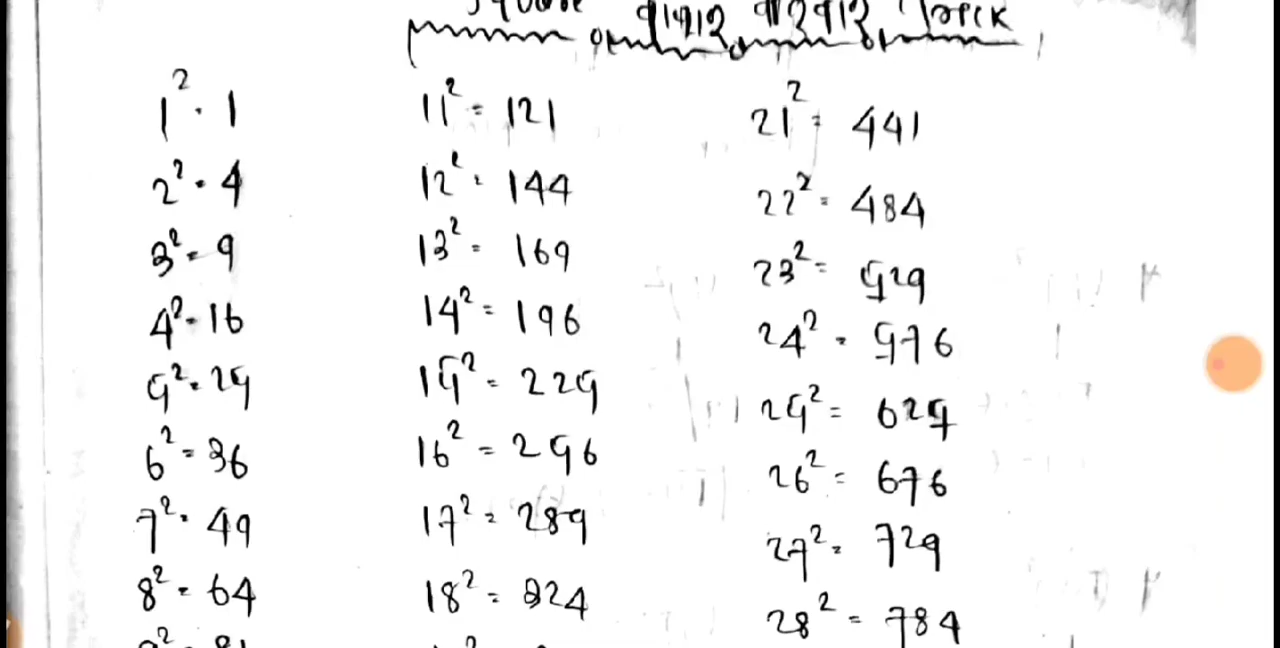 1² = 1 11² = 121 21² = 441
2² = 4 12² = 144 22² = 484
3² = 9 13² = 169 23² = 529
4² = 16 14² = 196 24² = 576
5² = 25 15² = 225 25² = 625
6² = 36 16² = 256 26² = 676
7² = 49 17² = 289 27² = 729
8² = 64 18² = 324 28² = 784